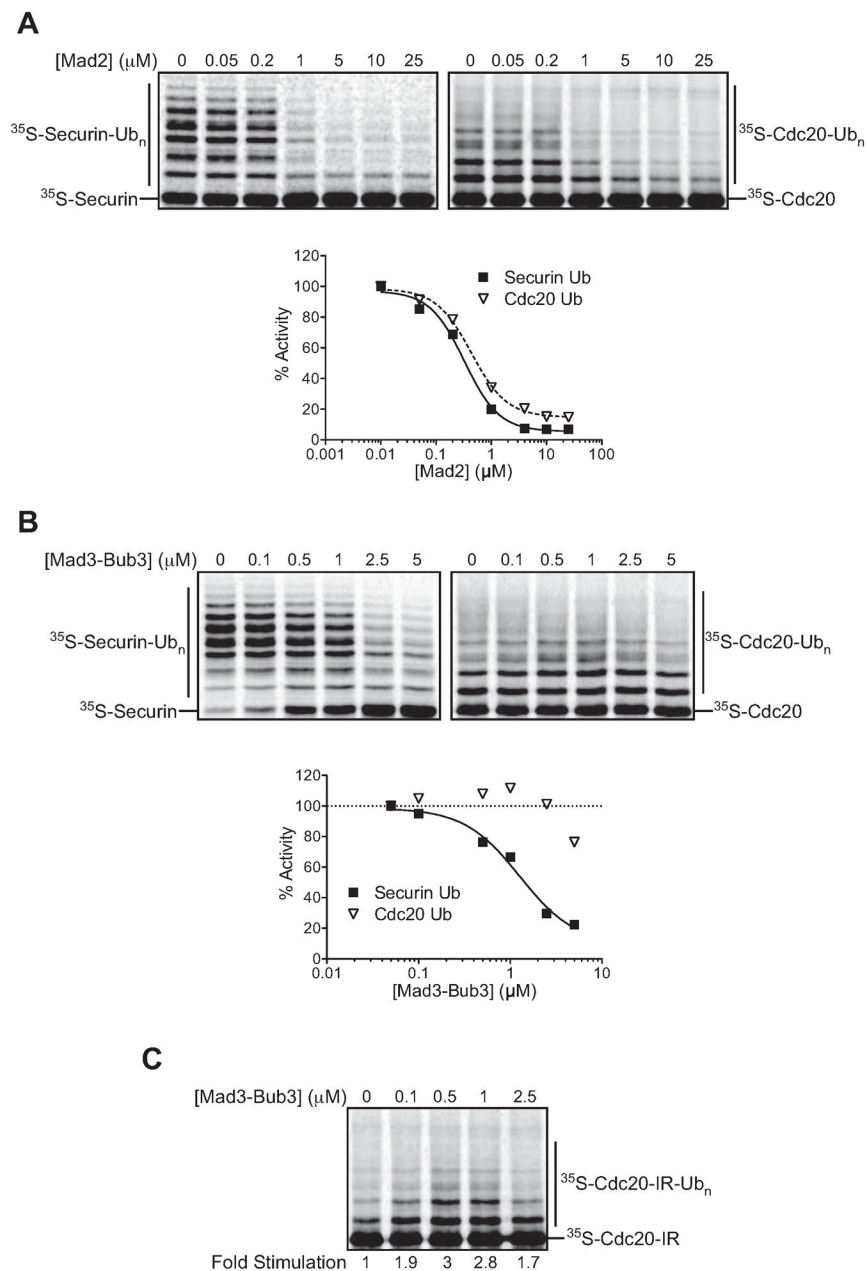 A
[Mad2] (μM) 0 0.05 0.2 1 5 10 25 0 0.05 0.2 1 5 10 25
35S-Securin-Ubn
35S-Cdc20-Ubn
35S-Securin
35S-Cdc20
120
100
80
60
40
20
0
% Activity
Securin Ub
Cdc20 Ub
0.001 0.01 0.1 1 10 100
[Mad2] (μM)
B
[Mad3-Bub3] (μM) 0 0.1 0.5 1 2.5 5 0 0.1 0.5 1 2.5 5
35S-Securin-Ubn
35S-Cdc20-Ubn
35S-Securin
35S-Cdc20
120
100
80
60
40
20
0
% Activity
Securin Ub
Cdc20 Ub
0.01 0.1 1 10
[Mad3-Bub3] (μM)
C
[Mad3-Bub3] (μM) 0 0.1 0.5 1 2.5
35S-Cdc20-IR-Ubn
35S-Cdc20-IR
Fold Stimulation 1 1.9 3 2.8 1.7